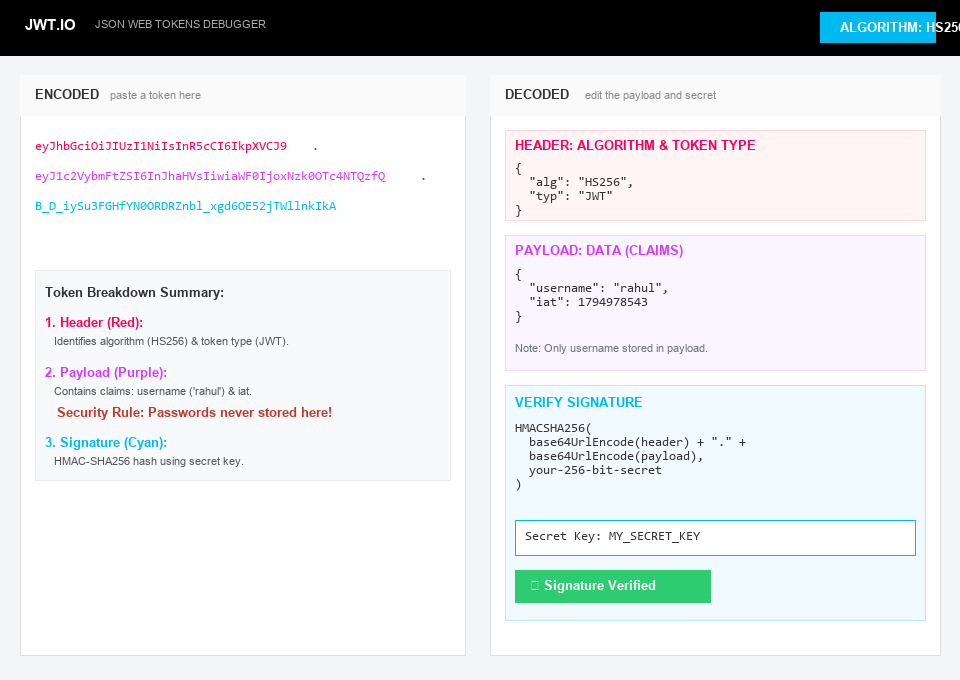 JWT.IO JSON WEB TOKENS DEBUGGER
ALGORITHM: HS256
ENCODED paste a token here
eyJhbGciOiJIUzI1NiIsInR5cCI6IkpXVCJ9 .
eyJ1c2VybmFtZSI6InJhaHVsIiwiaWF0IjoxNzk0OTc4NTQzfQ .
B_D_iySu3FGHfYN0ORDRZnbl_xgd6OE52jTWllnkIkA
Token Breakdown Summary:
1. Header (Red):
Identifies algorithm (HS256) & token type (JWT).
2. Payload (Purple):
Contains claims: username ('rahul') & iat.
Security Rule: Passwords never stored here!
3. Signature (Cyan):
HMAC-SHA256 hash using secret key.
DECODED edit the payload and secret
HEADER: ALGORITHM & TOKEN TYPE
{
"alg": "HS256",
"typ": "JWT"
}
PAYLOAD: DATA (CLAIMS)
{
"username": "rahul",
"iat": 1794978543
}
Note: Only username stored in payload.
VERIFY SIGNATURE
HMACSHA256(
base64UrlEncode(header) + "." +
base64UrlEncode(payload),
your-256-bit-secret
)
Secret Key: MY_SECRET_KEY
Signature Verified